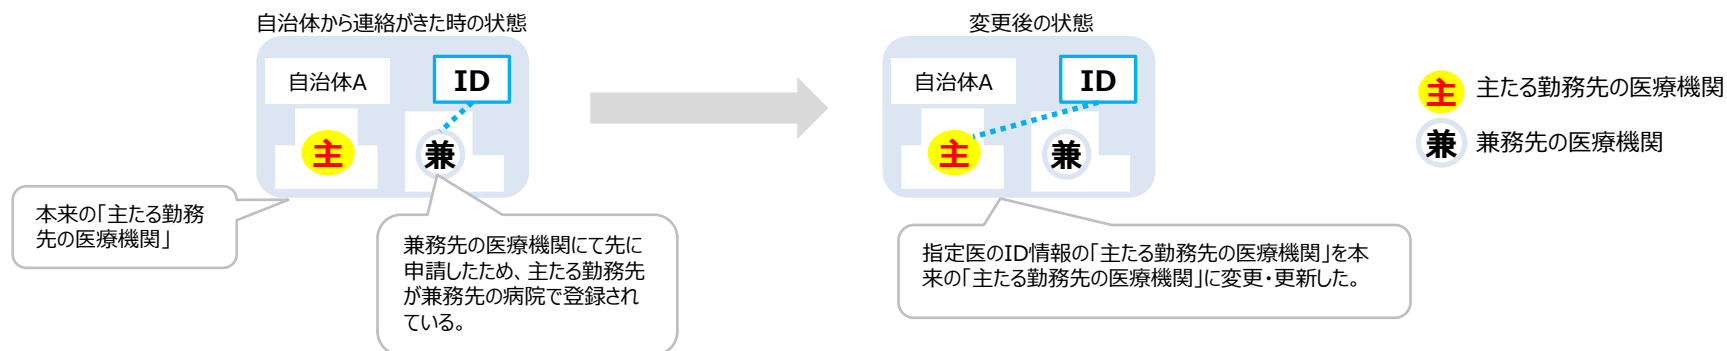 自治体から連絡がきた時の状態
自治体A
ID
主
兼
本来の「主たる勤務
先の医療機関」
兼務先の医療機関にて先に
申請したため、主たる勤務先
が兼務先の病院で登録され
ている。
変更後の状態
自治体A
ID
主
兼
指定医のID情報の「主たる勤務先の医療機関」を本
来の「主たる勤務先の医療機関」に変更・更新した。
主 主たる勤務先の医療機関
兼 兼務先の医療機関